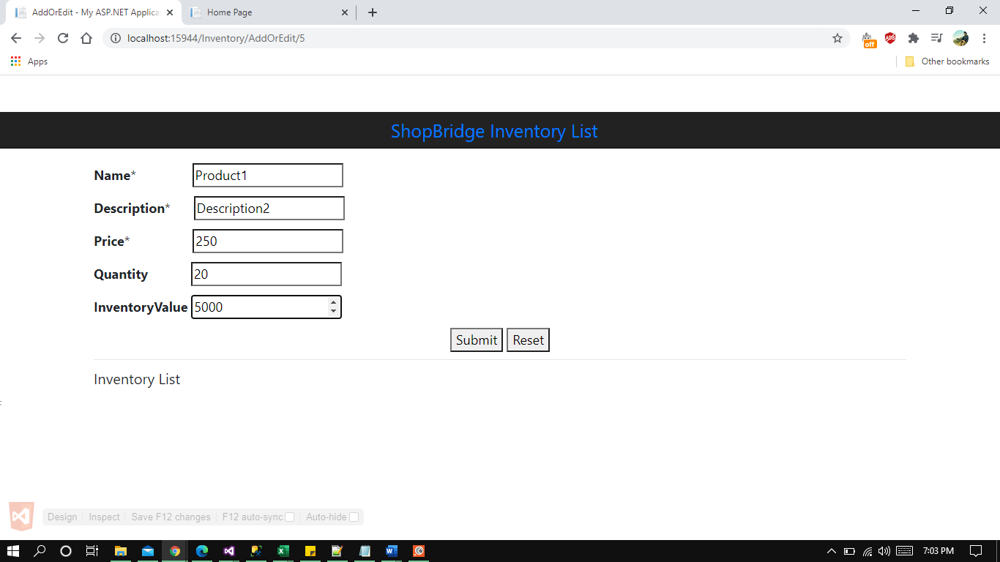 AddOrEdit - My ASP.NET Applica
Home Page
localhost:15944/Inventory/AddOrEdit/5
ABP
off
Apps
Other bookmarks
ShopBridge Inventory List
Name* Product1
Description* Description2
Price* 250
Quantity 20
InventoryValue 5000
Submit Reset
Inventory List
Design Inspect Save F12 changes F12 auto-sync Auto-hide
7:03 PM